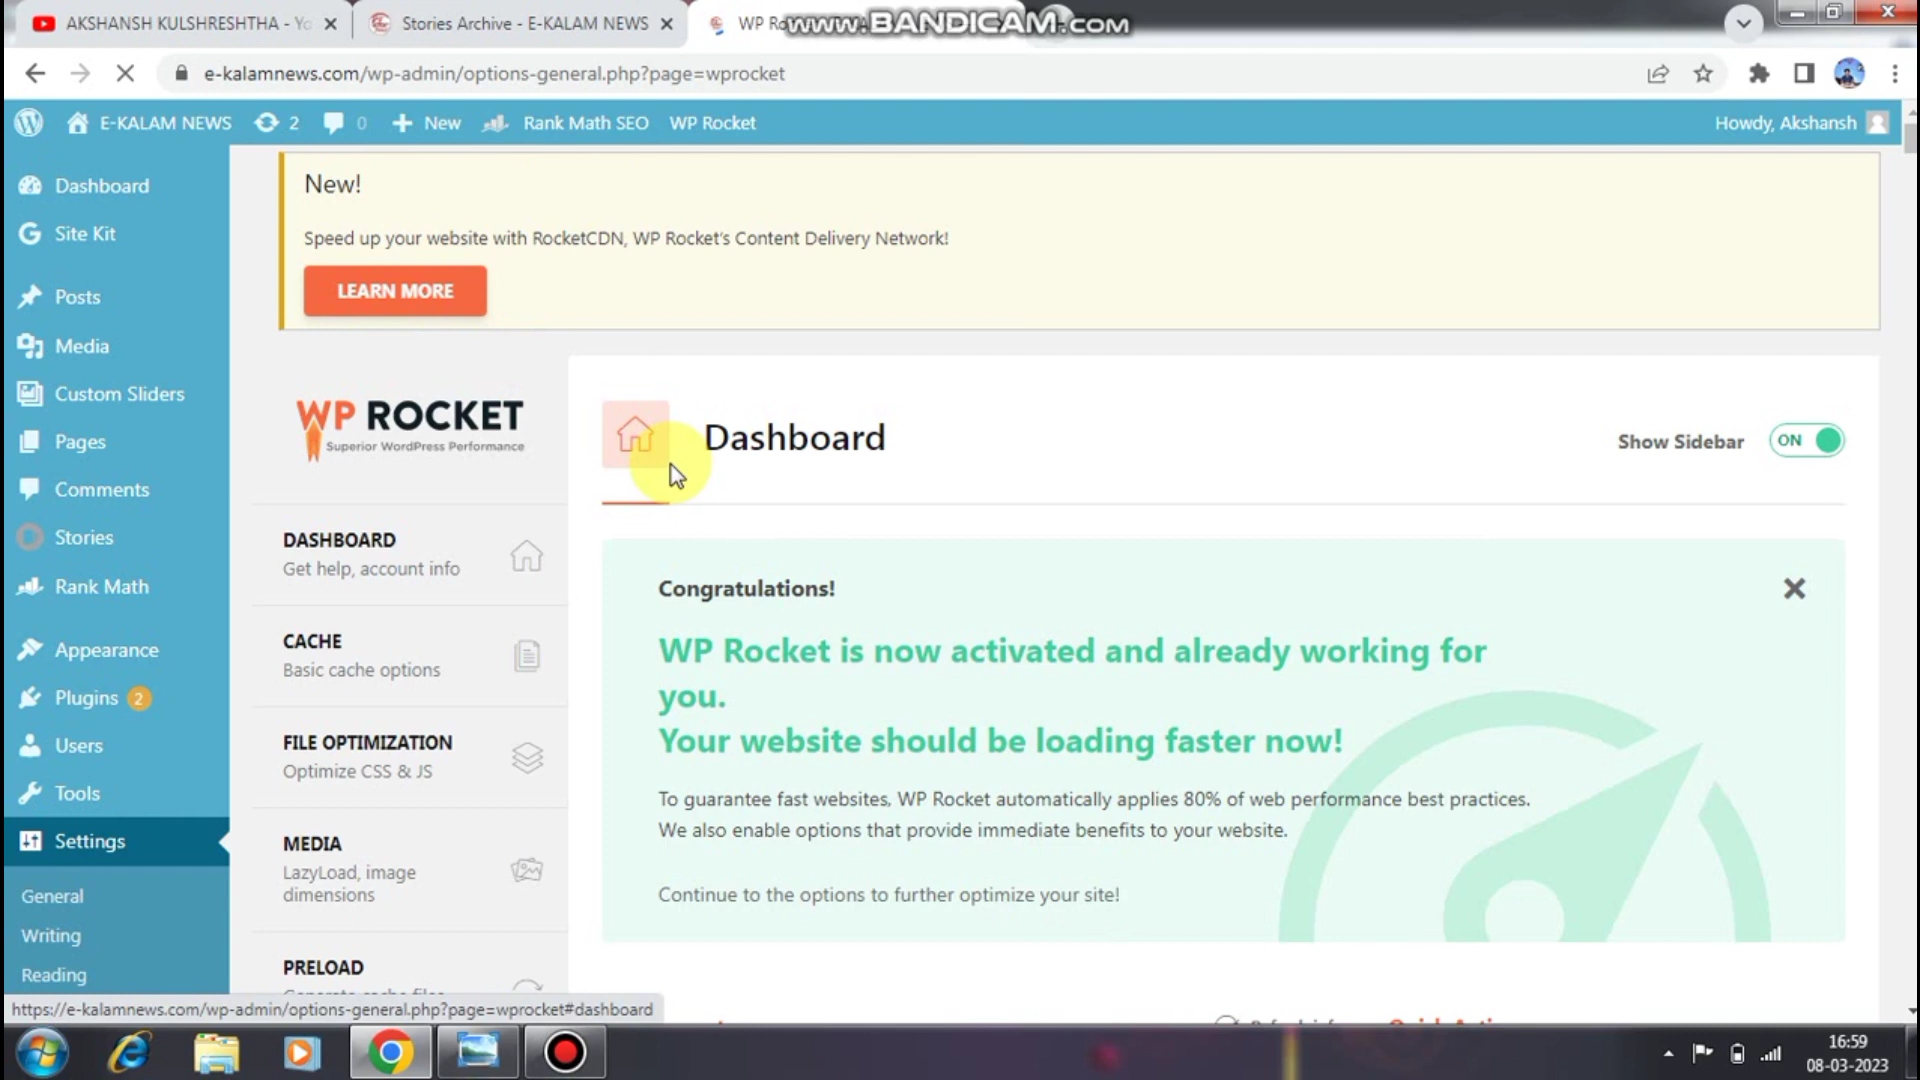 AKSHANSH KULSHRESHTHA - Yo
Stories Archive - E-KALAM NEWS
WP Ro
www.BANDICAM.com
e-kalamnews.com/wp-admin/options-general.php?page=wprocket
E-KALAM NEWS
2
0
New
Rank Math SEO
WP Rocket
Howdy, Akshansh
Dashboard
Site Kit
Posts
Media
Custom Sliders
Pages
Comments
Stories
Rank Math
Appearance
Plugins 2
Users
Tools
Settings
General
Writing
Reading
New!
Speed up your website with RocketCDN, WP Rocket's Content Delivery Network!
LEARN MORE
WP ROCKET
Superior WordPress Performance
DASHBOARD
Get help, account info
CACHE
Basic cache options
FILE OPTIMIZATION
Optimize CSS & JS
MEDIA
LazyLoad, image
dimensions
PRELOAD
Generate cache files
Dashboard
Show Sidebar
ON
Congratulations!
WP Rocket is now activated and already working for
you.
Your website should be loading faster now!
To guarantee fast websites, WP Rocket automatically applies 80% of web performance best practices.
We also enable options that provide immediate benefits to your website.
Continue to the options to further optimize your site!
https://e-kalamnews.com/wp-admin/options-general.php?page=wprocket#dashboard
16:59
08-03-2023